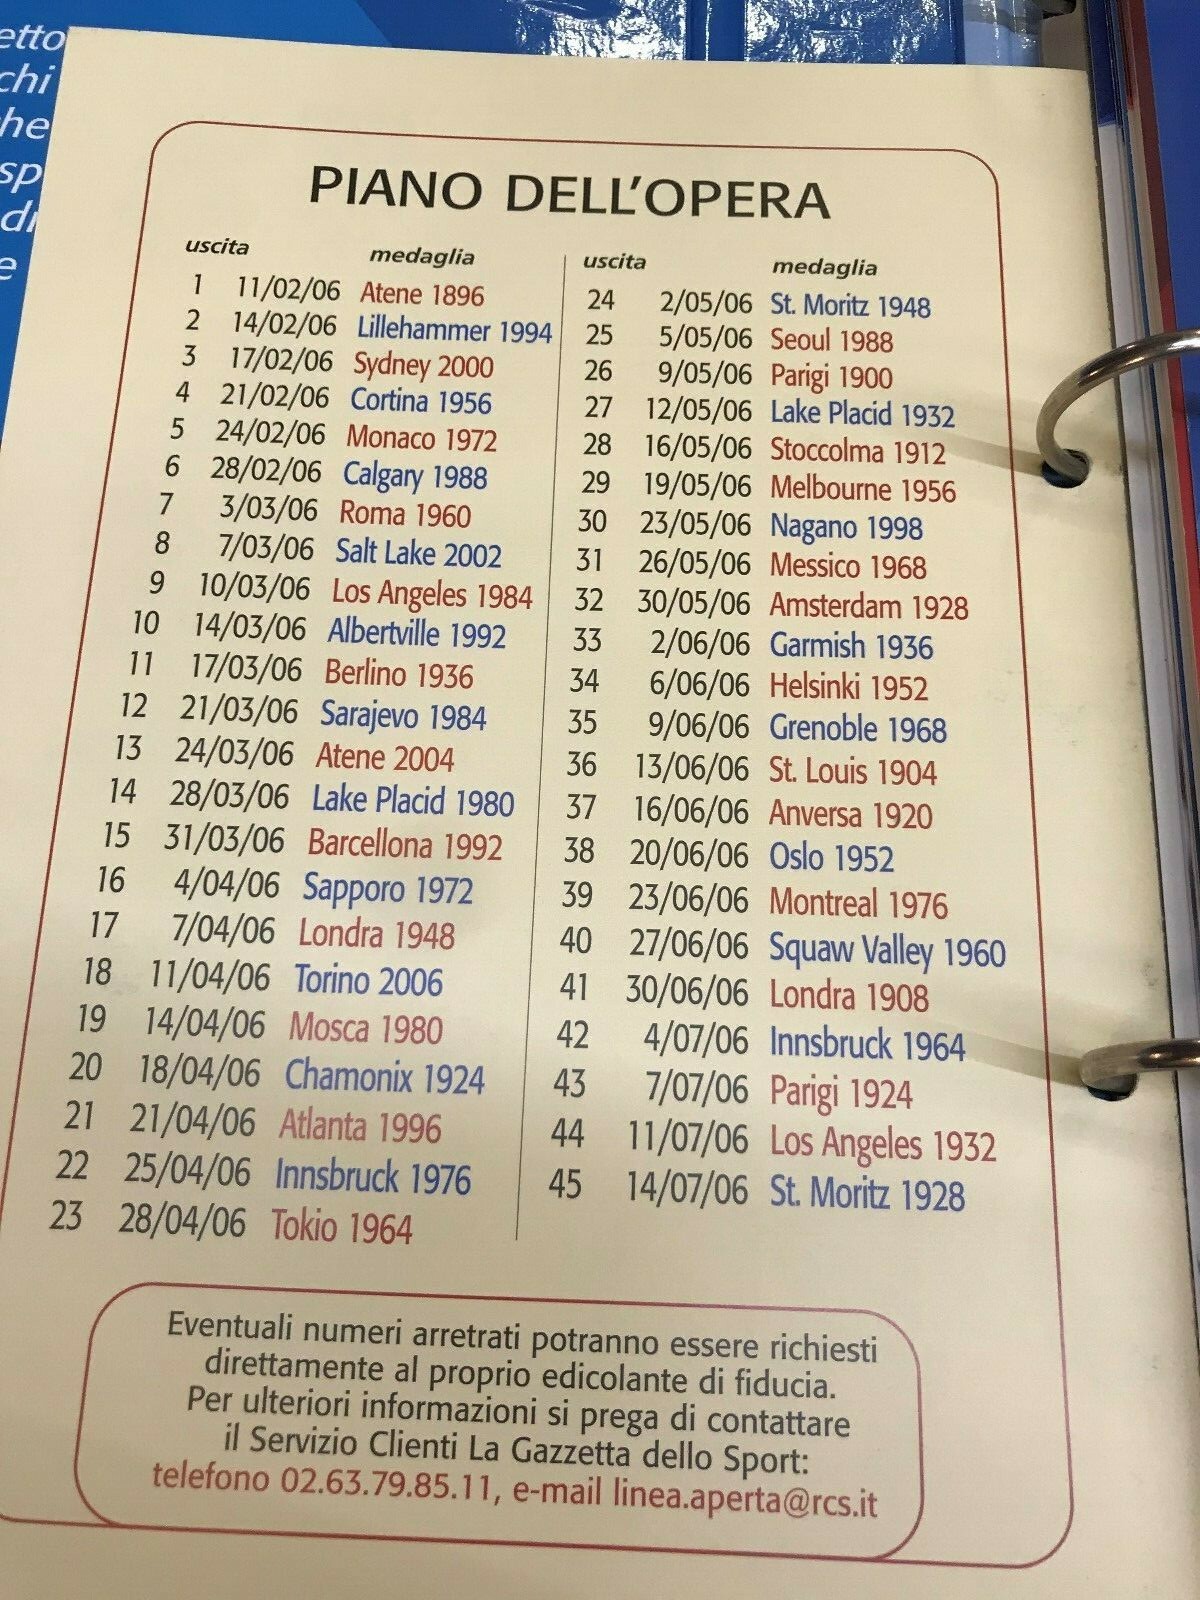 etto
chi
he
sp
di
e
PIANO DELL'OPERA
uscita medaglia
1 11/02/06 Atene 1896
2 14/02/06 Lillehammer 1994
3 17/02/06 Sydney 2000
4 21/02/06 Cortina 1956
5 24/02/06 Monaco 1972
6 28/02/06 Calgary 1988
7 3/03/06 Roma 1960
8 7/03/06 Salt Lake 2002
9 10/03/06 Los Angeles 1984
10 14/03/06 Albertville 1992
11 17/03/06 Berlino 1936
12 21/03/06 Sarajevo 1984
13 24/03/06 Atene 2004
14 28/03/06 Lake Placid 1980
15 31/03/06 Barcellona 1992
16 4/04/06 Sapporo 1972
17 7/04/06 Londra 1948
18 11/04/06 Torino 2006
19 14/04/06 Mosca 1980
20 18/04/06 Chamonix 1924
21 21/04/06 Atlanta 1996
22 25/04/06 Innsbruck 1976
23 28/04/06 Tokio 1964
uscita medaglia
24 2/05/06 St. Moritz 1948
25 5/05/06 Seoul 1988
26 9/05/06 Parigi 1900
27 12/05/06 Lake Placid 1932
28 16/05/06 Stoccolma 1912
29 19/05/06 Melbourne 1956
30 23/05/06 Nagano 1998
31 26/05/06 Messico 1968
32 30/05/06 Amsterdam 1928
33 2/06/06 Garmish 1936
34 6/06/06 Helsinki 1952
35 9/06/06 Grenoble 1968
36 13/06/06 St. Louis 1904
37 16/06/06 Anversa 1920
38 20/06/06 Oslo 1952
39 23/06/06 Montreal 1976
40 27/06/06 Squaw Valley 1960
41 30/06/06 Londra 1908
42 4/07/06 Innsbruck 1964
43 7/07/06 Parigi 1924
44 11/07/06 Los Angeles 1932
45 14/07/06 St. Moritz 1928
Eventuali numeri arretrati potranno essere richiesti
direttamente al proprio edicolante di fiducia.
Per ulteriori informazioni si prega di contattare
il Servizio Clienti La Gazzetta dello Sport:
telefono 02.63.79.85.11, e-mail linea.aperta@rcs.it